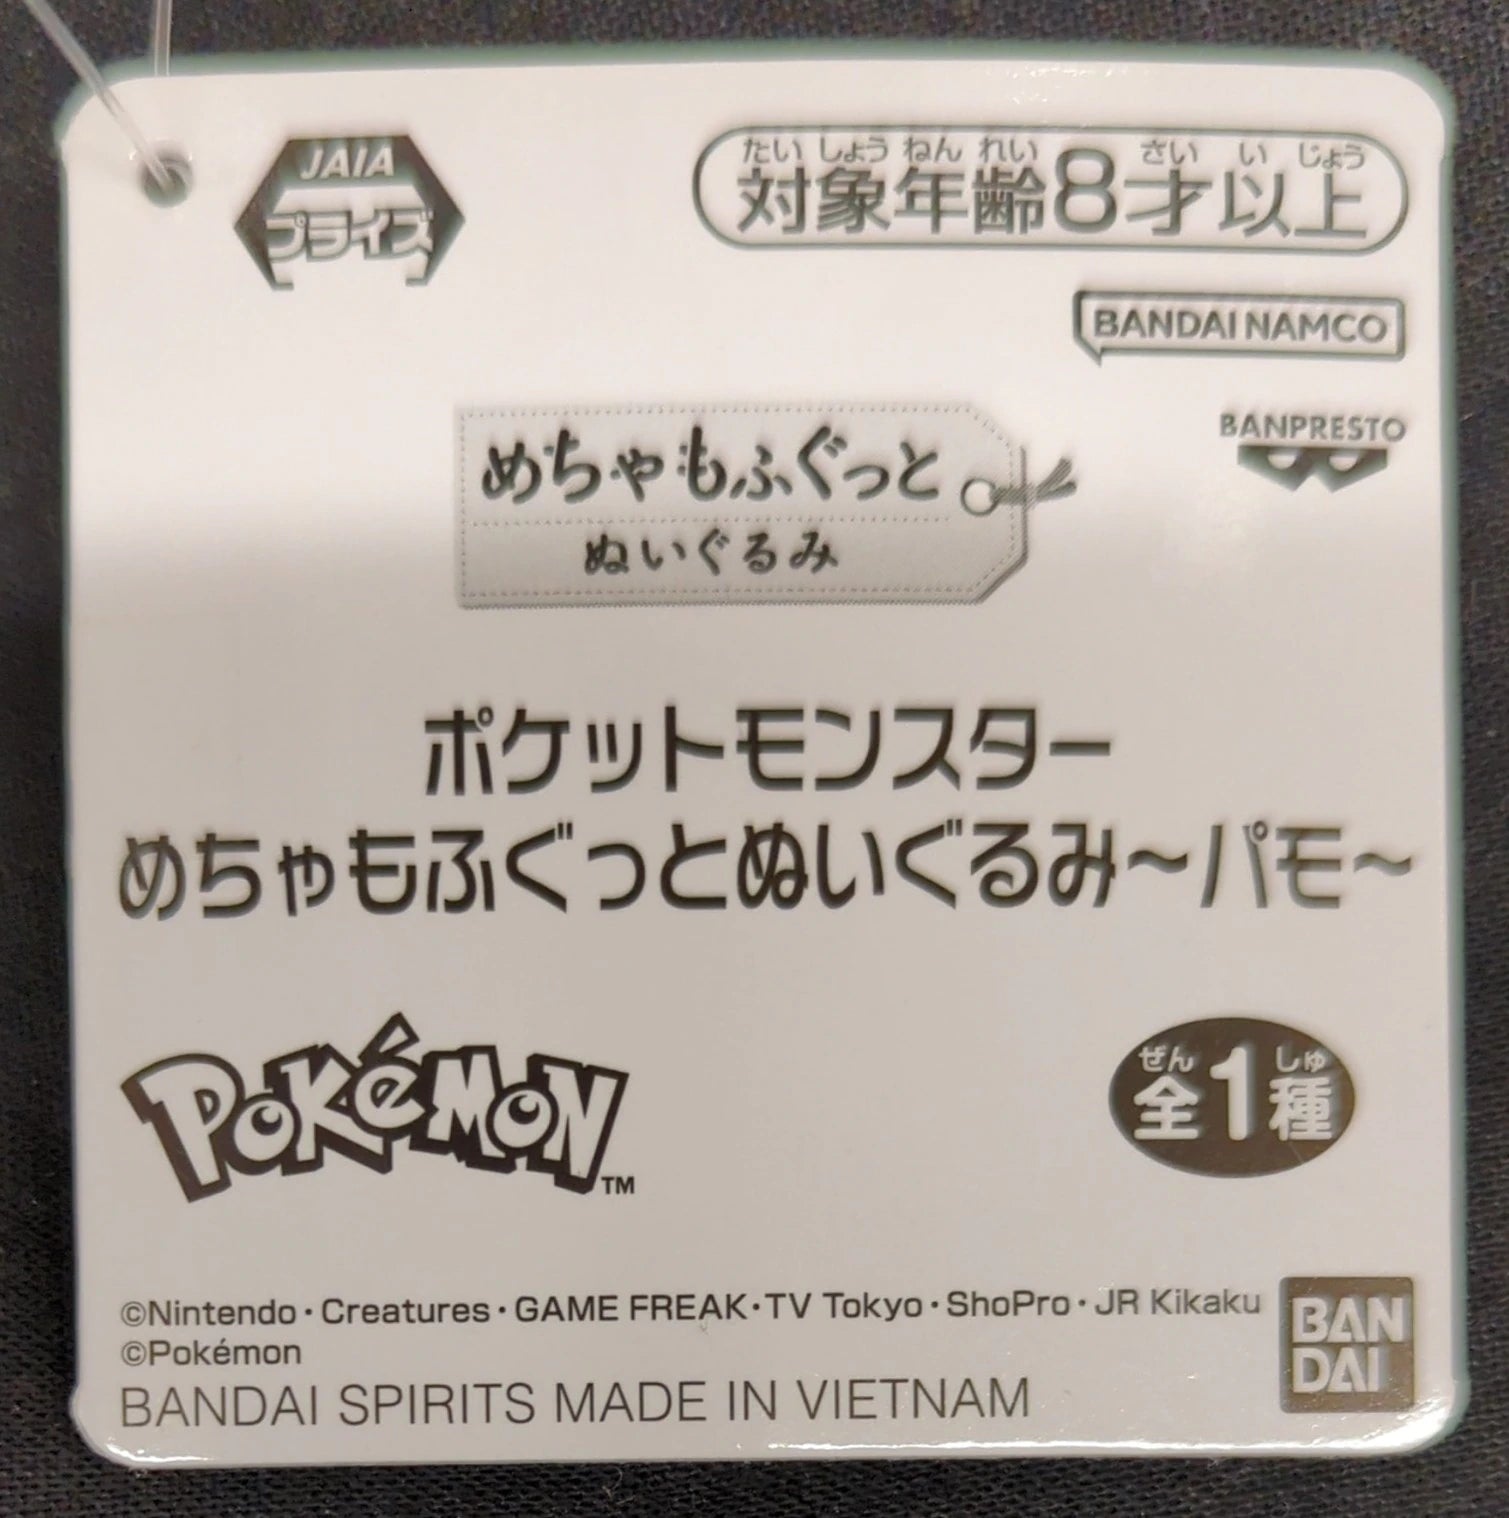 JAIA
プライズ
たいしょうねんれい さい い じょう
対象年齢8才以上
BANDAI NAMCO
BANPRESTO
めちゃもふぐっと
ぬいぐるみ
ポケットモンスター
めちゃもふぐっとぬいぐるみ～パモ～
POKéMON™
ぜん しゅ
全1種
©Nintendo・Creatures・GAME FREAK・TV Tokyo・ShoPro・JR Kikaku
©Pokémon
BANDAI SPIRITS MADE IN VIETNAM
BAN
DAI